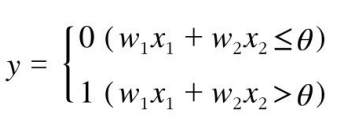 y = { 0 (w₁x₁ + w₂x₂ ≤ θ)
1 (w₁x₁ + w₂x₂ > θ)